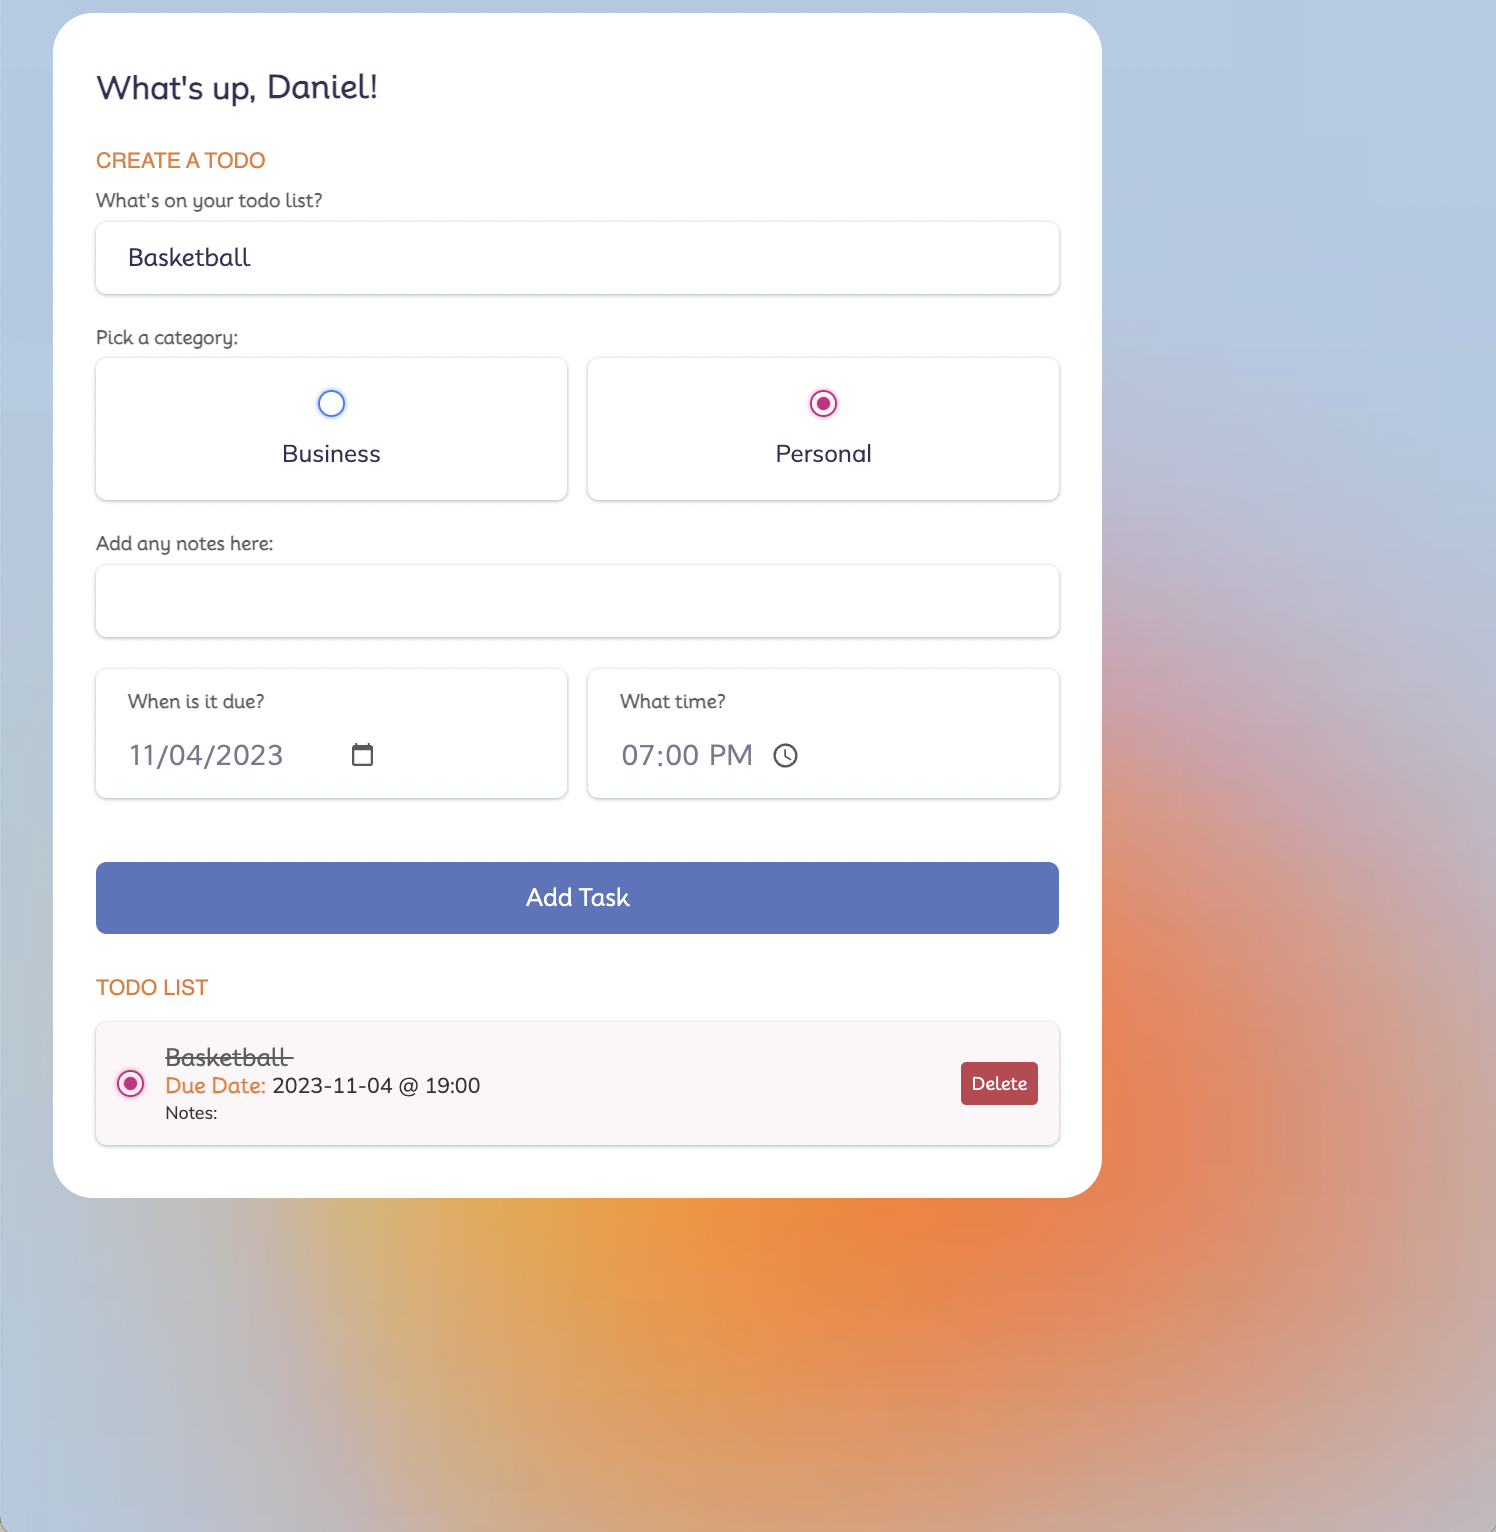 What's up, Daniel!
CREATE A TODO
What's on your todo list?
Basketball
Pick a category:
Business
Personal
Add any notes here:
When is it due?
What time?
11/04/2023
07:00 PM
Add Task
TODO LIST
Basketball
Due Date: 2023-11-04 @ 19:00
Notes:
Delete